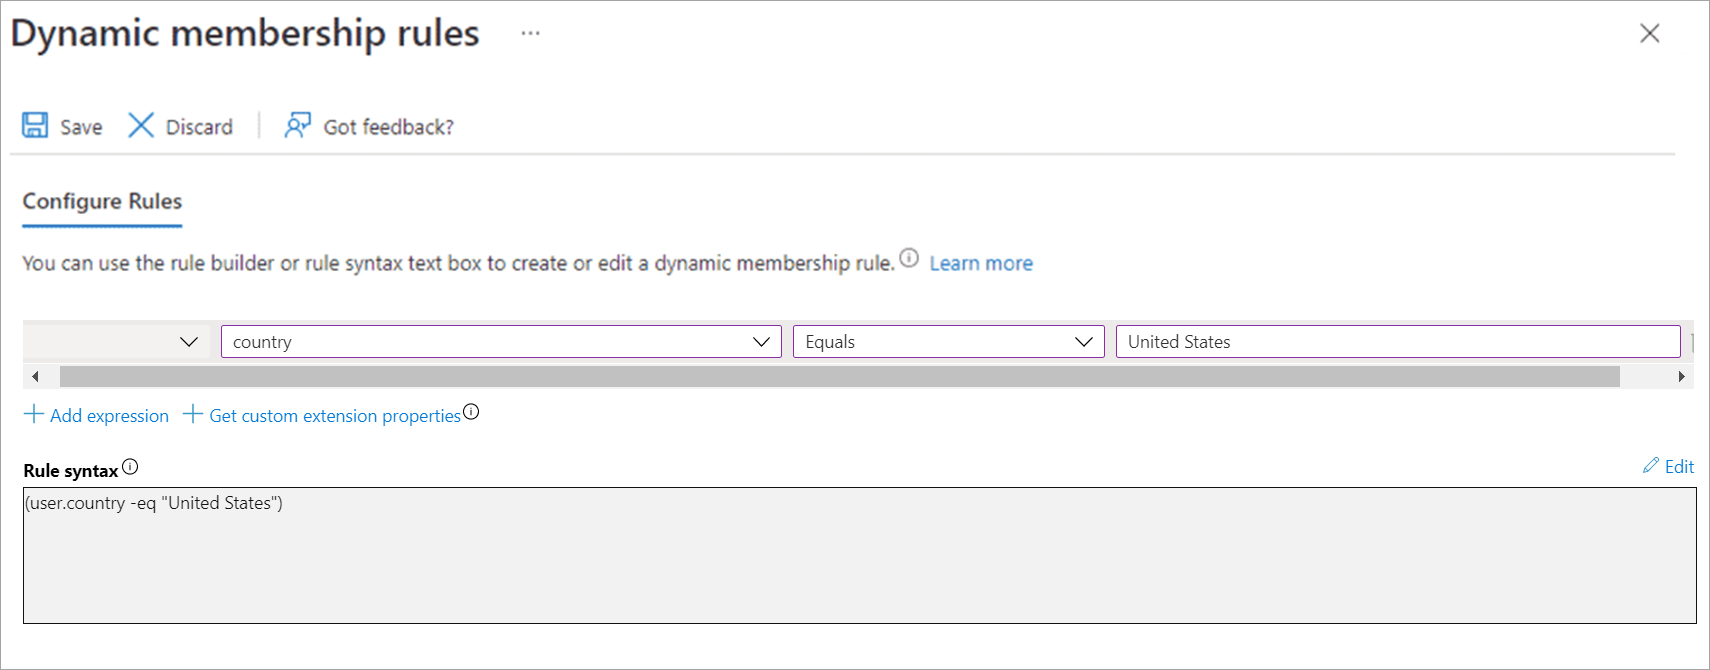 Dynamic membership rules ...
Save Discard Got feedback?
Configure Rules
You can use the rule builder or rule syntax text box to create or edit a dynamic membership rule. Learn more
country Equals United States
Add expression Get custom extension properties
Rule syntax Edit
(user.country -eq "United States")